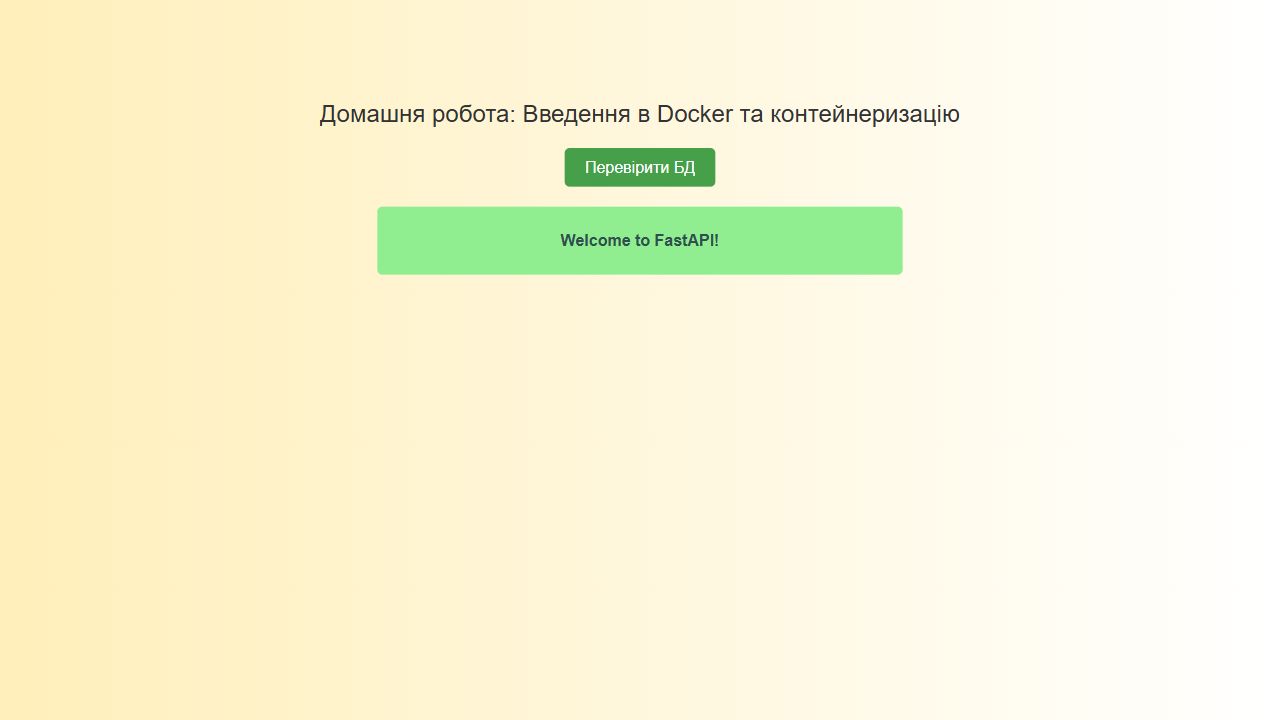 Домашня робота: Введення в Docker та контейнеризацію
Перевірити БД
Welcome to FastAPI!